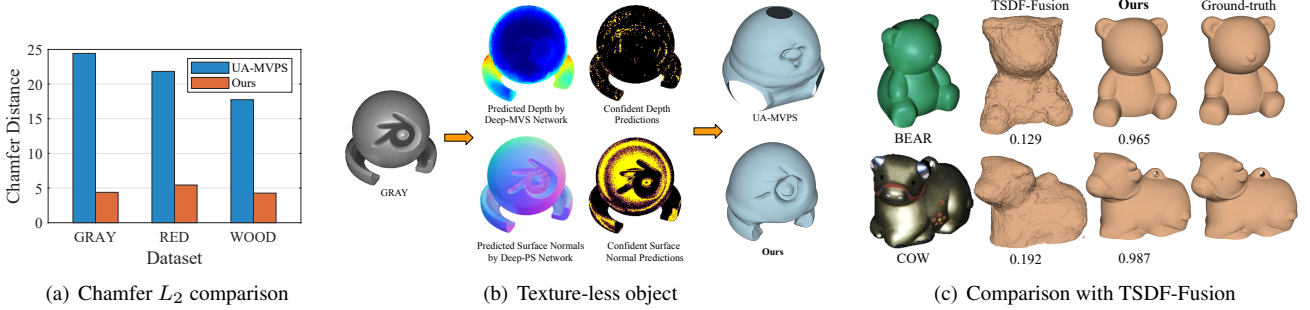 25
20
15
10
5
0
Chamfer Distance
UA-MVPS
Ours
GRAY RED WOOD
Dataset
(a) Chamfer L2 comparison
GRAY
Predicted Depth by
Deep-MVS Network
Confident Depth
Predictions
Predicted Surface Normals
by Deep-PS Network
Confident Surface
Normal Predictions
UA-MVPS
Ours
(b) Texture-less object
TSDF-Fusion Ours Ground-truth
BEAR 0.129 0.965
COW 0.192 0.987
(c) Comparison with TSDF-Fusion